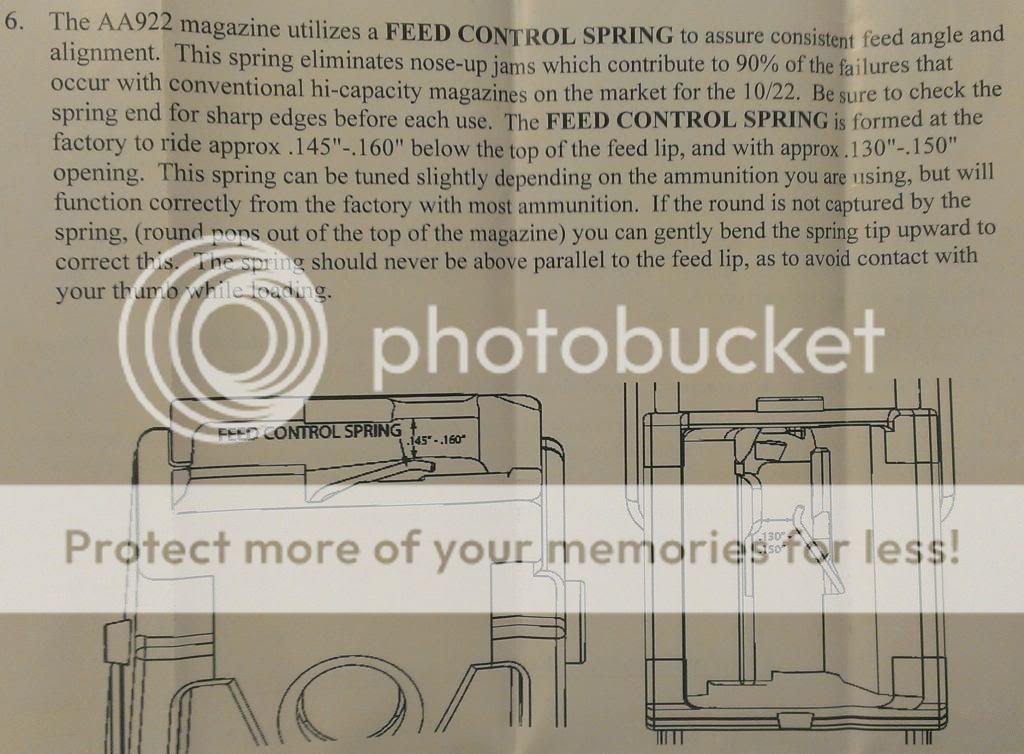 6. The AA922 magazine utilizes a FEED CONTROL SPRING to assure consistent feed angle and
alignment. This spring eliminates nose-up jams which contribute to 90% of the failures that
occur with conventional hi-capacity magazines on the market for the 10/22. Be sure to check the
spring end for sharp edges before each use. The FEED CONTROL SPRING is formed at the
factory to ride approx .145"-.160" below the top of the feed lip, and with approx .130"-.150"
opening. This spring can be tuned slightly depending on the ammunition you are using, but will
function correctly from the factory with most ammunition. If the round is not captured by the
spring, (round pops out of the top of the magazine) you can gently bend the spring tip upward to
correct this. The spring should never be above parallel to the feed lip, as to avoid contact with
your thumb while loading.
photobucket
FEED CONTROL SPRING
.145"-.160"
.130"-
.150"
Protect more of your memories for less!